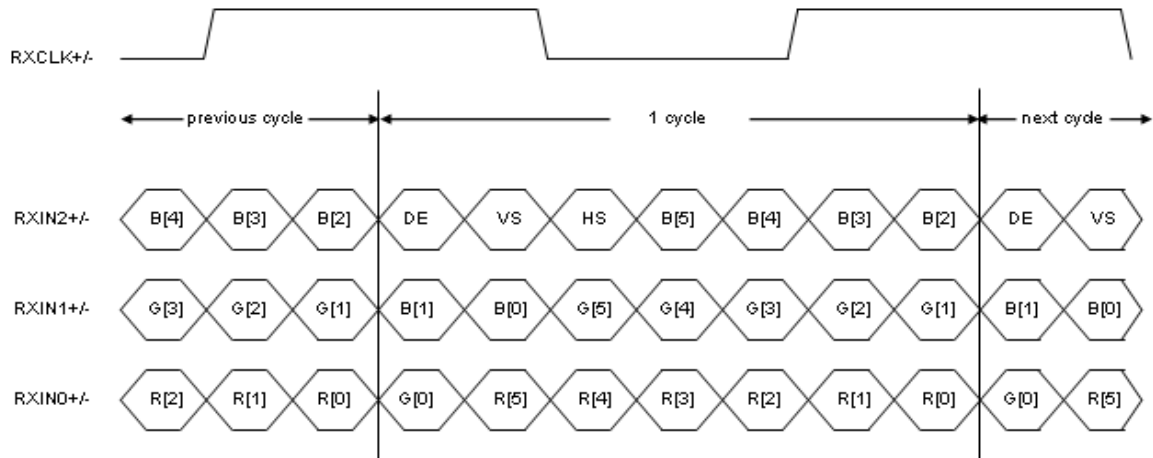 RXCLK+/-
previous cycle 1 cycle next cycle
RXIN2+/- B[4] B[3] B[2] DE VS HS B[5] B[4] B[3] B[2] DE VS
RXIN1+/- G[3] G[2] G[1] B[1] B[0] G[5] G[4] G[3] G[2] G[1] B[1] B[0]
RXIN0+/- R[2] R[1] R[0] G[0] R[5] R[4] R[3] R[2] R[1] R[0] G[0] R[5]